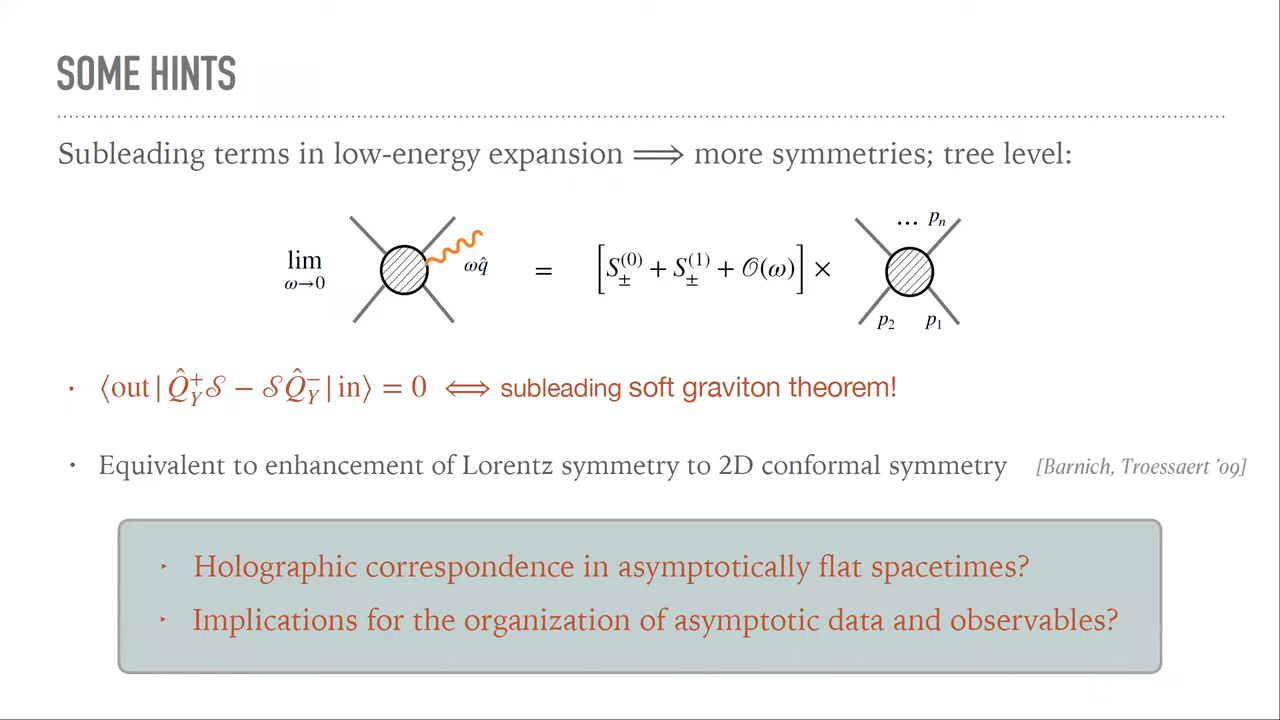 SOME HINTS
Subleading terms in low-energy expansion ⟹ more symmetries; tree level:
lim ω→0 ωq̂ = [S±^(0) + S±^(1) + 𝒪(ω)] × … pₙ p₂ p₁
• ⟨out | Q̂_Y^+ 𝒮 − 𝒮 Q̂_Y^− | in⟩ = 0 ⟺ subleading soft graviton theorem!
• Equivalent to enhancement of Lorentz symmetry to 2D conformal symmetry [Barnich, Troessaert ’09]
‣ Holographic correspondence in asymptotically flat spacetimes?
‣ Implications for the organization of asymptotic data and observables?